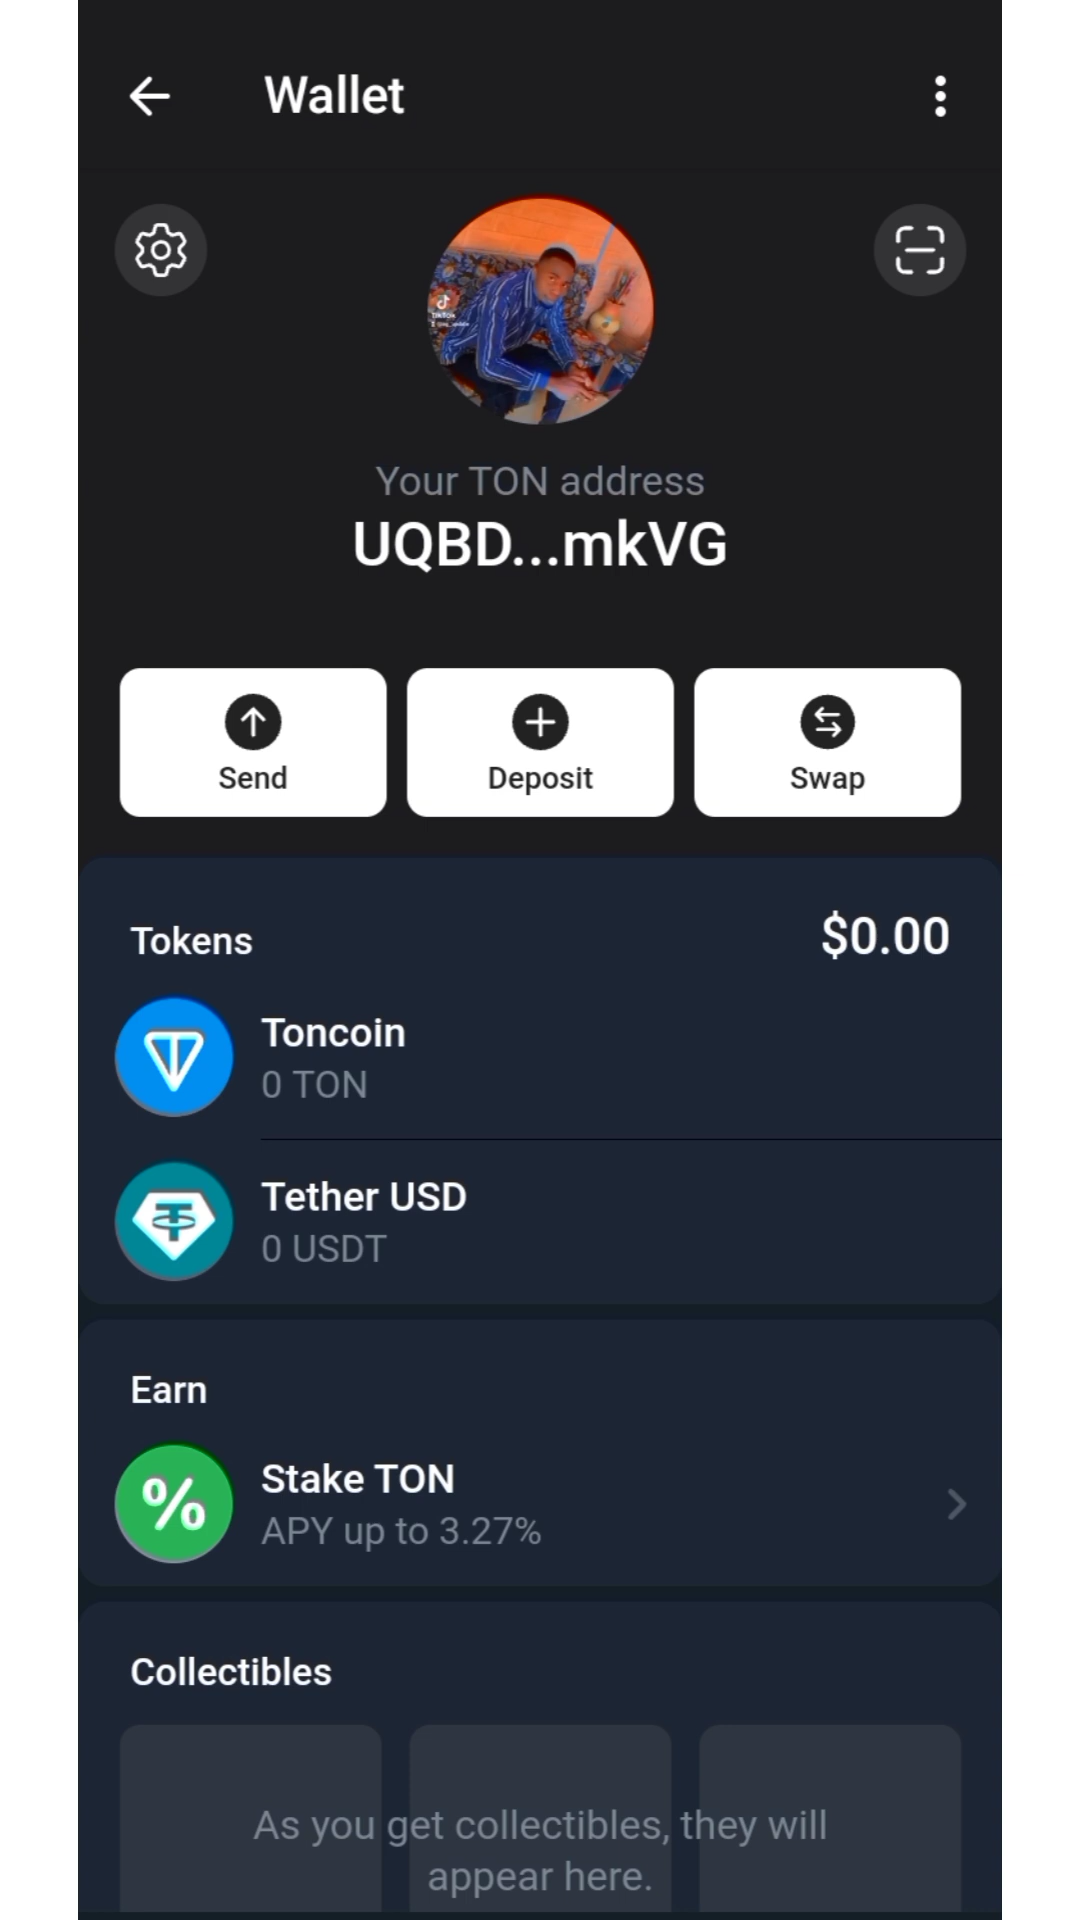 Wallet
TikTok
Your TON address
UQBD...mkVG
Send
Deposit
Swap
Tokens
$0.00
Toncoin
0 TON
Tether USD
0 USDT
Earn
Stake TON
APY up to 3.27%
Collectibles
As you get collectibles, they will
appear here.